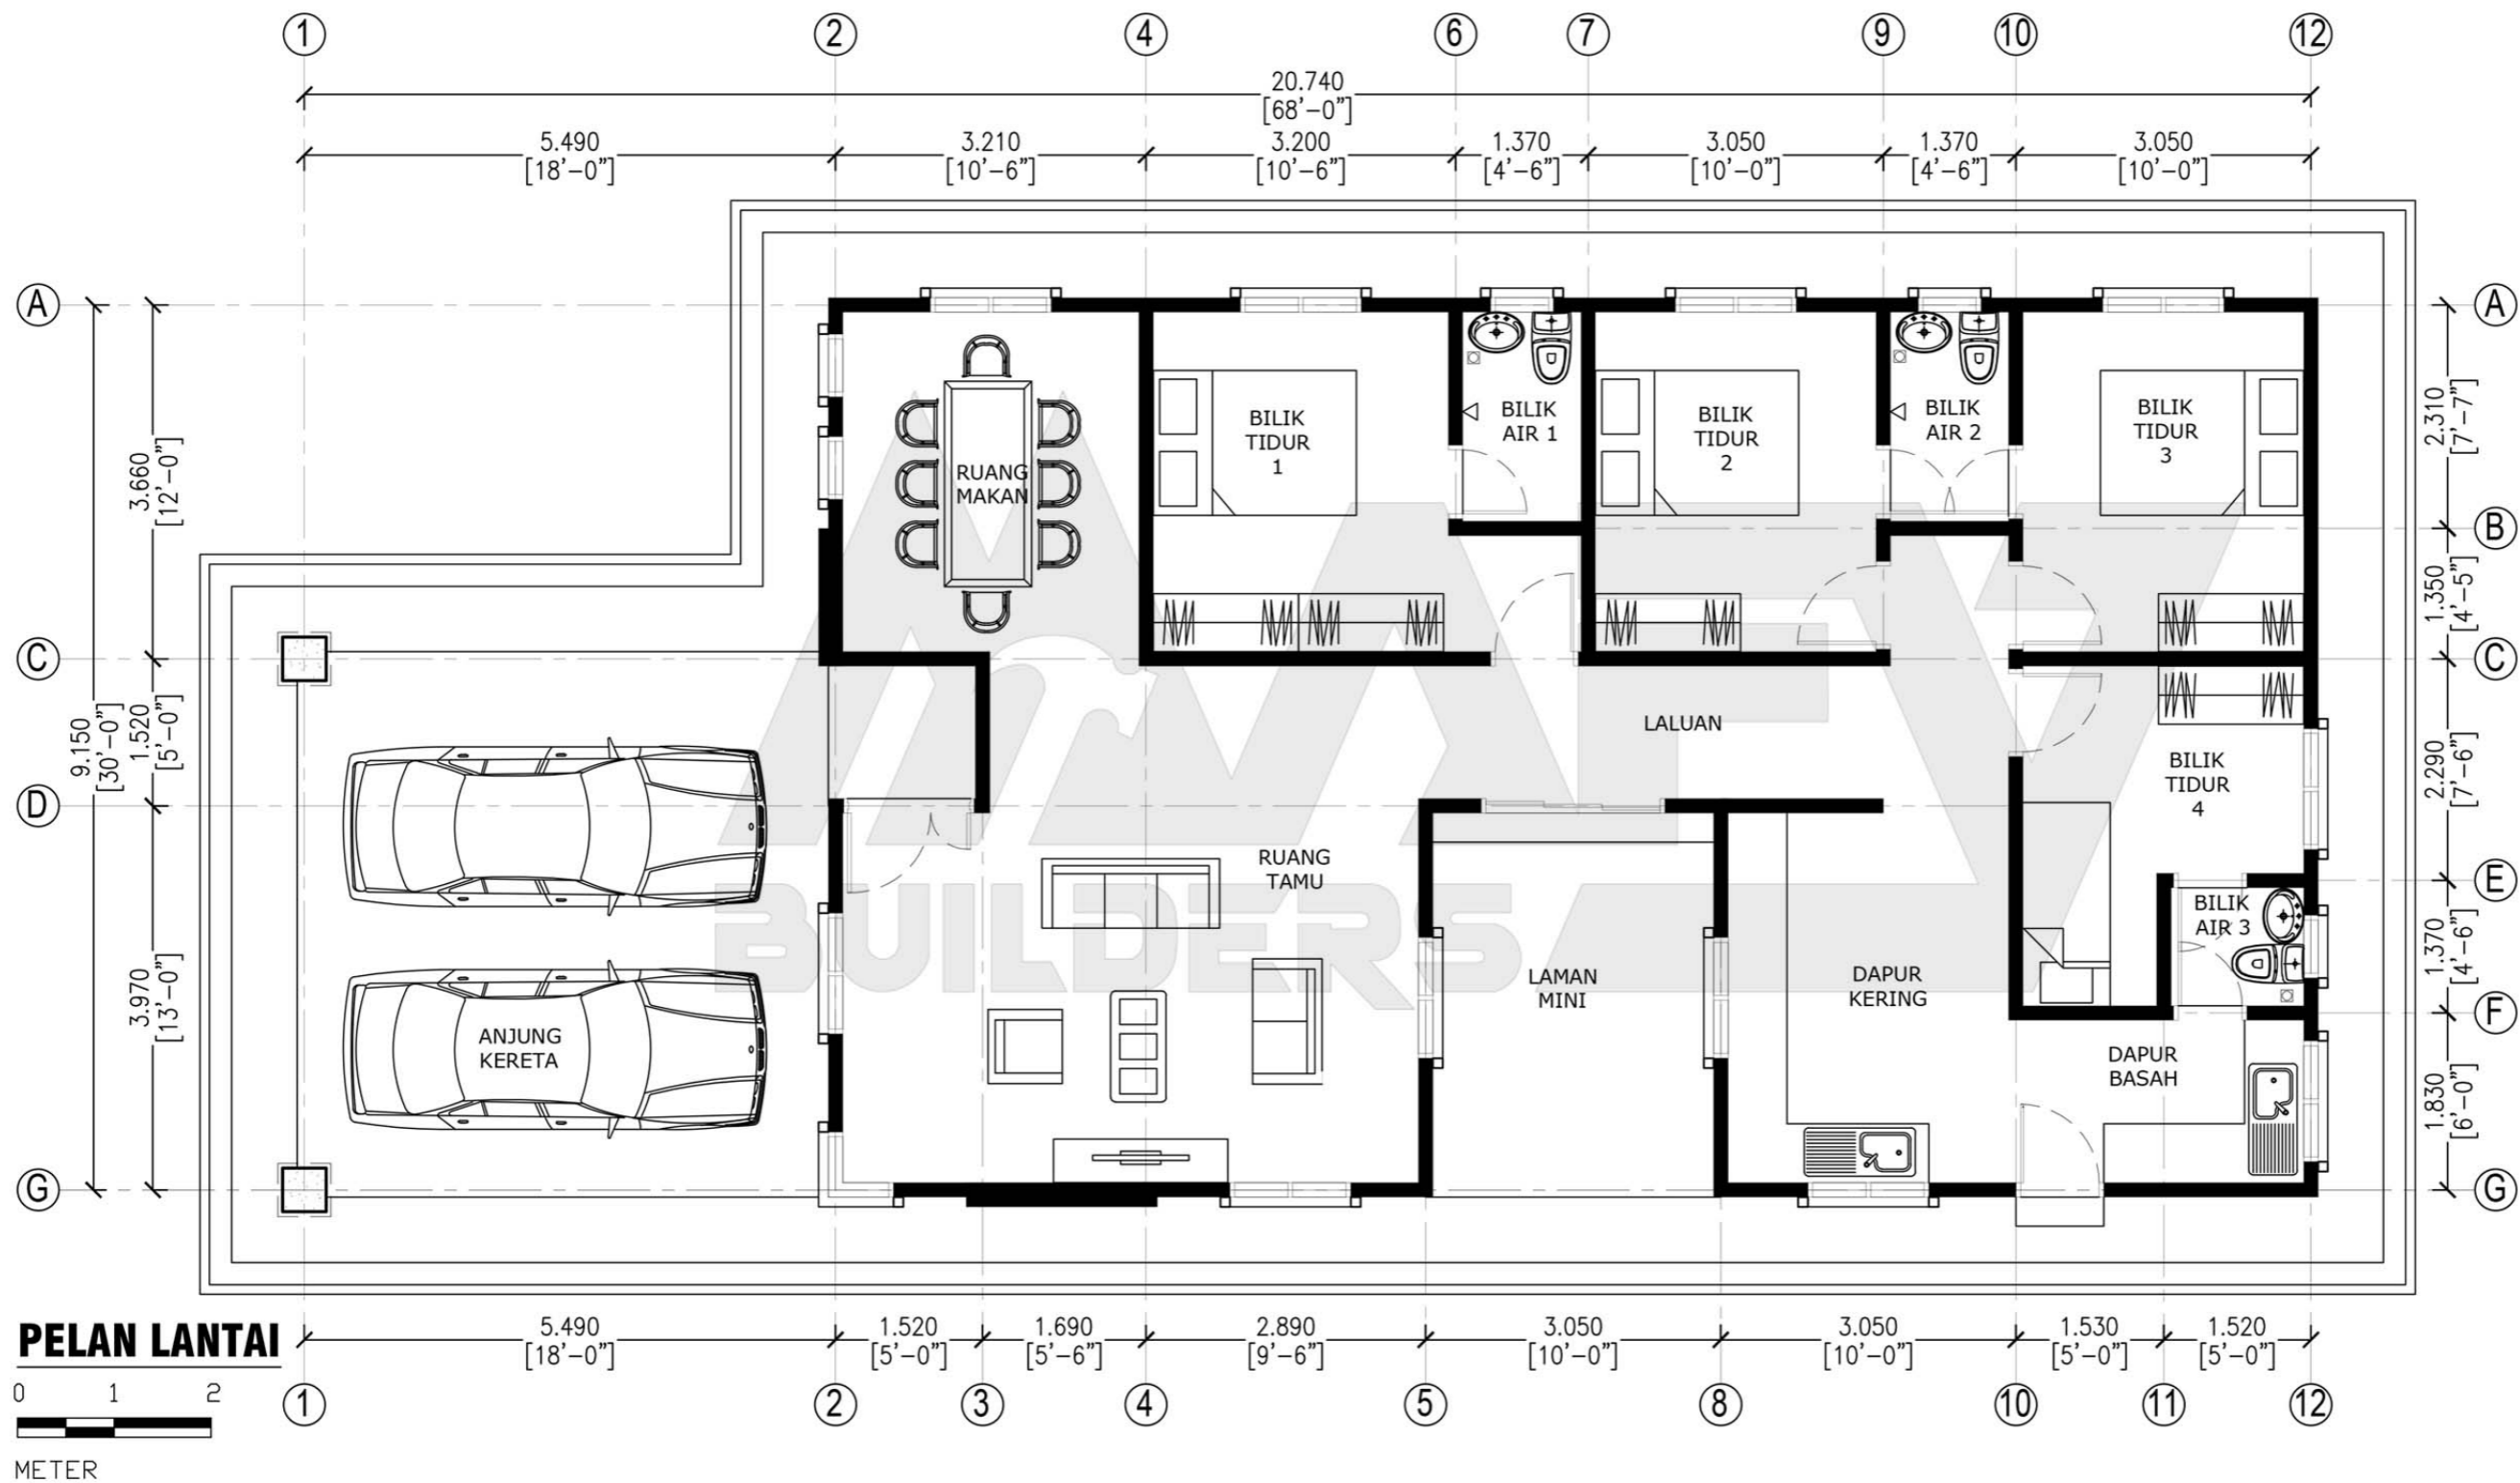 1 2 4 6 7 9 10 12
20.740
[68'-0"]
5.490 3.210 3.200 1.370 3.050 1.370 3.050
[18'-0"] [10'-6"] [10'-6"] [4'-6"] [10'-0"] [4'-6"] [10'-0"]
A
C
D
G
9.150
[30'-0"]
3.660
[12'-0"]
1.520
[5'-0"]
3.970
[13'-0"]
RUANG
MAKAN
BILIK
TIDUR
1
BILIK
AIR 1
BILIK
TIDUR
2
BILIK
AIR 2
BILIK
TIDUR
3
LALUAN
BILIK
TIDUR
4
BILIK
AIR 3
RUANG
TAMU
LAMAN
MINI
DAPUR
KERING
DAPUR
BASAH
ANJUNG
KERETA
BUILDERS
A
B
C
E
F
G
2.310
[7'-7"]
1.350
[4'-5"]
2.290
[7'-6"]
1.370
[4'-6"]
1.830
[6'-0"]
5.490 1.520 1.690 2.890 3.050 3.050 1.530 1.520
[18'-0"] [5'-0"] [5'-6"] [9'-6"] [10'-0"] [10'-0"] [5'-0"] [5'-0"]
1 2 3 4 5 8 10 11 12
PELAN LANTAI
0 1 2
METER